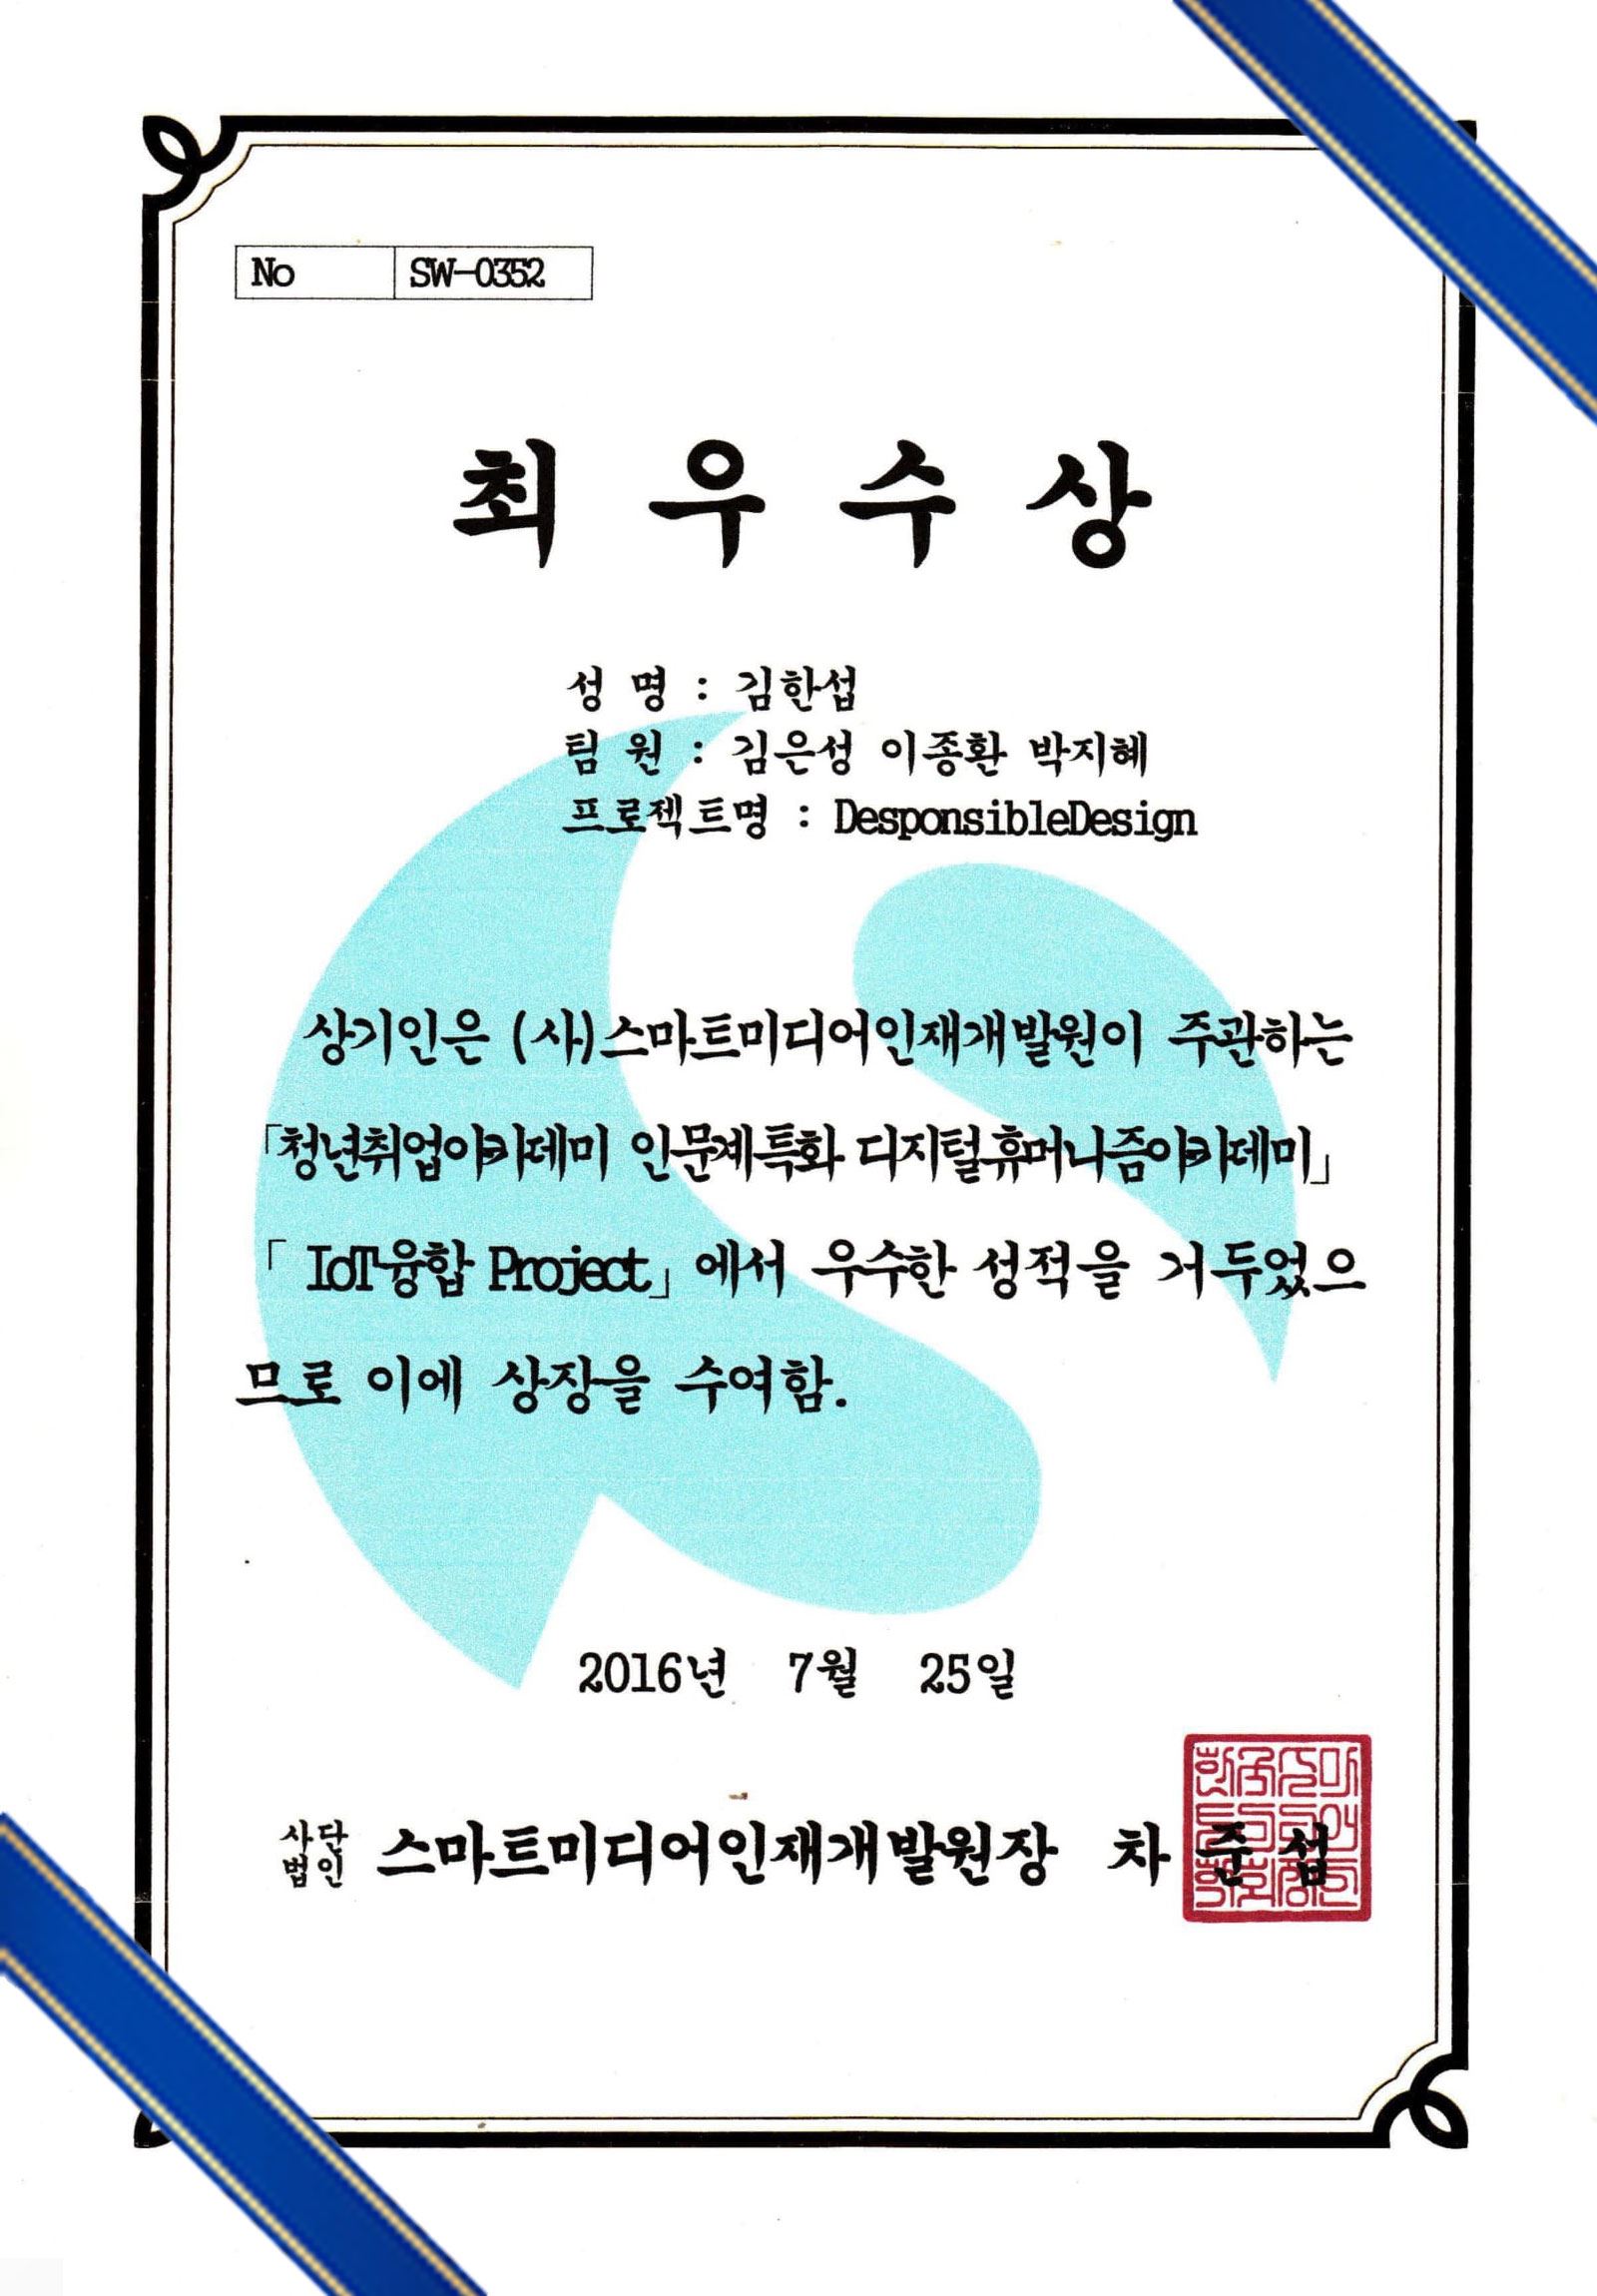 No SW-0352
최 우 수 상
성 명 : 김한섭
팀 원 : 김은성 이종환 박지혜
프로젝트명 : DesponsibleDesign
상기인은 (사)스마트미디어인재개발원이 주관하는
「청년취업아카데미 인문계특화 디지털휴머니즘아카데미」
「 IoT융합 Project」에서 우수한 성적을 거두었으
므로 이에 상장을 수여함.
2016년 7월 25일
사단
법인 스마트미디어인재개발원장 차 준 섭